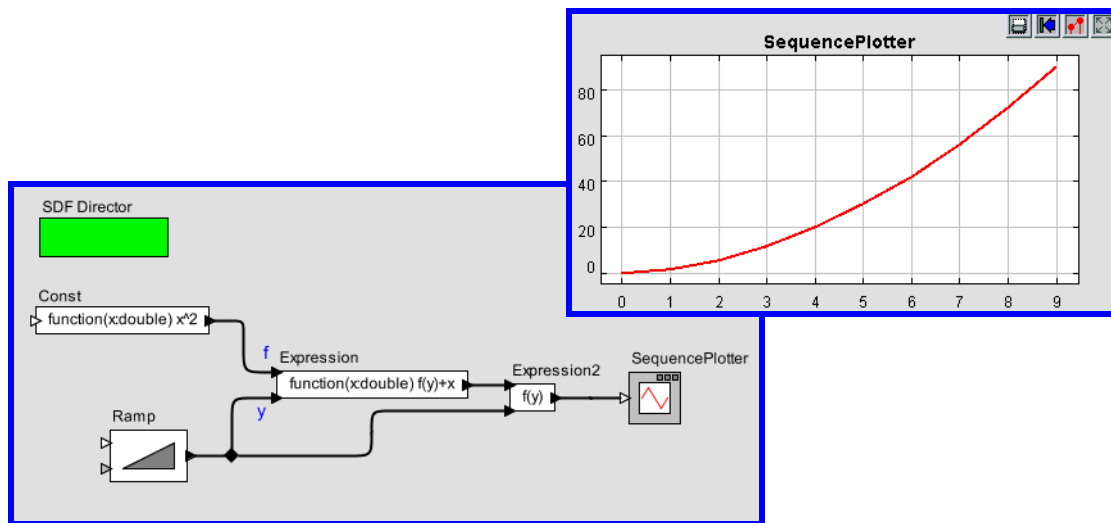 SequencePlotter
80
60
40
20
0
0 1 2 3 4 5 6 7 8 9
SDF Director
Const
function(x:double) x^2
f
Expression
function(x:double) f(y)+x
y
Ramp
Expression2
f(y)
SequencePlotter